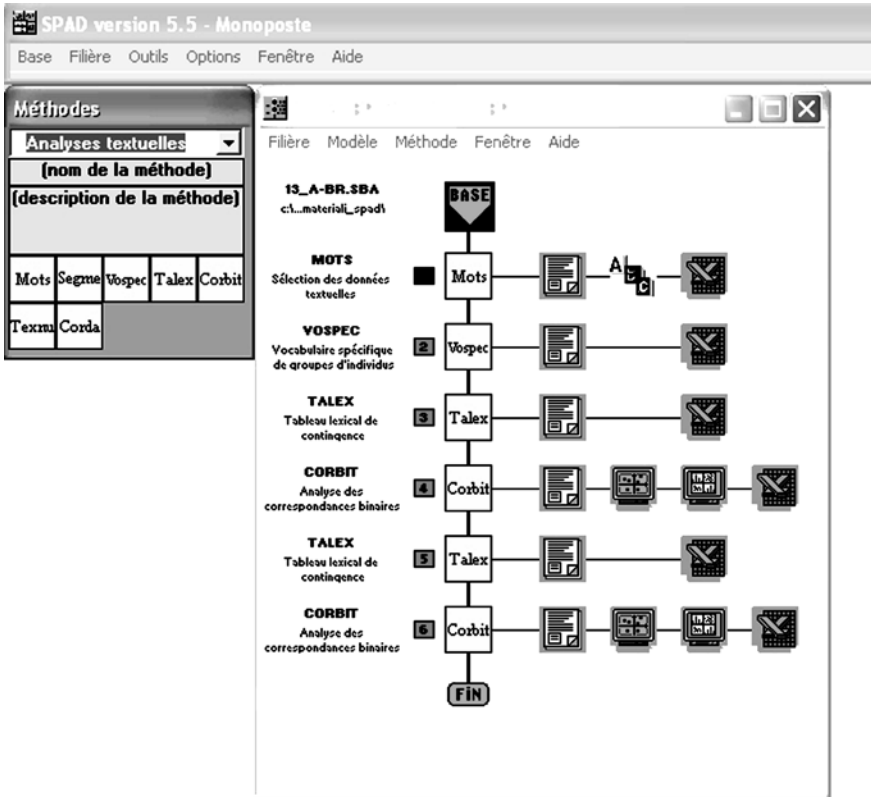 SPAD version 5.5 - Monoposte
Base Filière Outils Options Fenêtre Aide
Méthodes
Analyses textuelles
(nom de la méthode)
(description de la méthode)
Mots Segme Vospec Talex Corbit
Texnu Corda
Filière Modèle Méthode Fenêtre Aide
13_A-BR.SBA
c:\...materiali_spad\
BASE
MOTS
Sélection des données
textuelles
Mots
A B C
VOSPEC
Vocabulaire spécifique
de groupes d'individus
2
Vospec
TALEX
Tableau lexical de
contingence
3
Talex
CORBIT
Analyse des
correspondances binaires
4
Corbit
TALEX
Tableau lexical de
contingence
5
Talex
CORBIT
Analyse des
correspondances binaires
6
Corbit
FIN